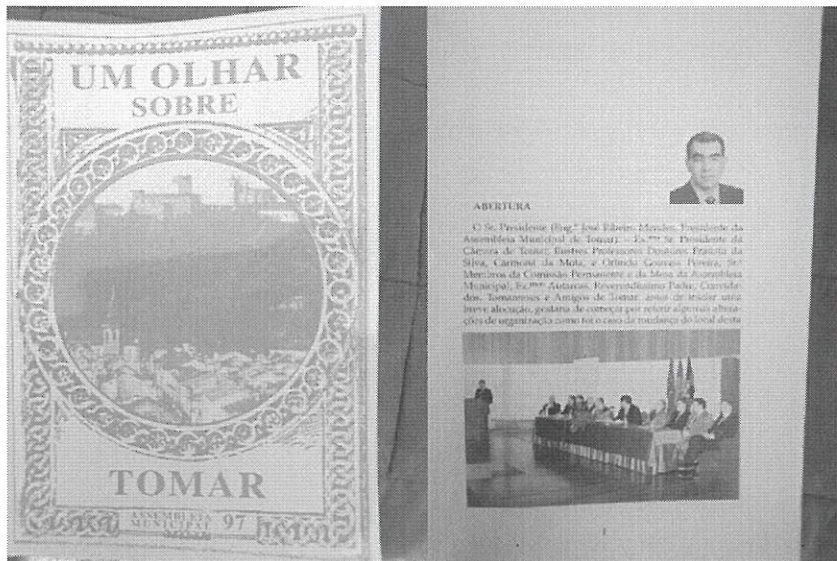 UM OLHAR
SOBRE
TOMAR
ASSEMBLEIA
MUNICIPAL 97
ABERTURA
O Sr. Presidente (Eng.º José Ribeiro Mendes, Presidente da
Assembleia Municipal de Tomar). – Ex.mo Sr. Presidente da
Câmara de Tomar, Ilustres Professores Doutores, Frausto da
Silva, Carmona da Mota, e Orlindo Gouveia Pereira, Srs.
Membros da Comissão Permanente e da Mesa da Assembleia
Municipal, Ex.mas Autarcas, Reverendíssimo Padre, Convida-
dos, Tomarenses e Amigos de Tomar, antes de iniciar uma
breve alocução, gostaria de começar por referir algumas altera-
ções de organização como foi o caso da mudança do local desta